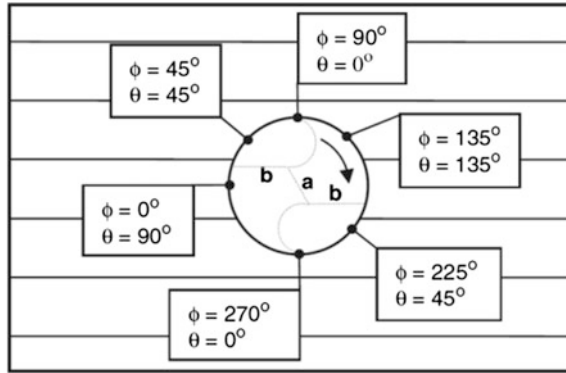 ϕ = 90°
θ = 0°
ϕ = 45°
θ = 45°
ϕ = 135°
θ = 135°
b
a
b
ϕ = 0°
θ = 90°
ϕ = 225°
θ = 45°
ϕ = 270°
θ = 0°